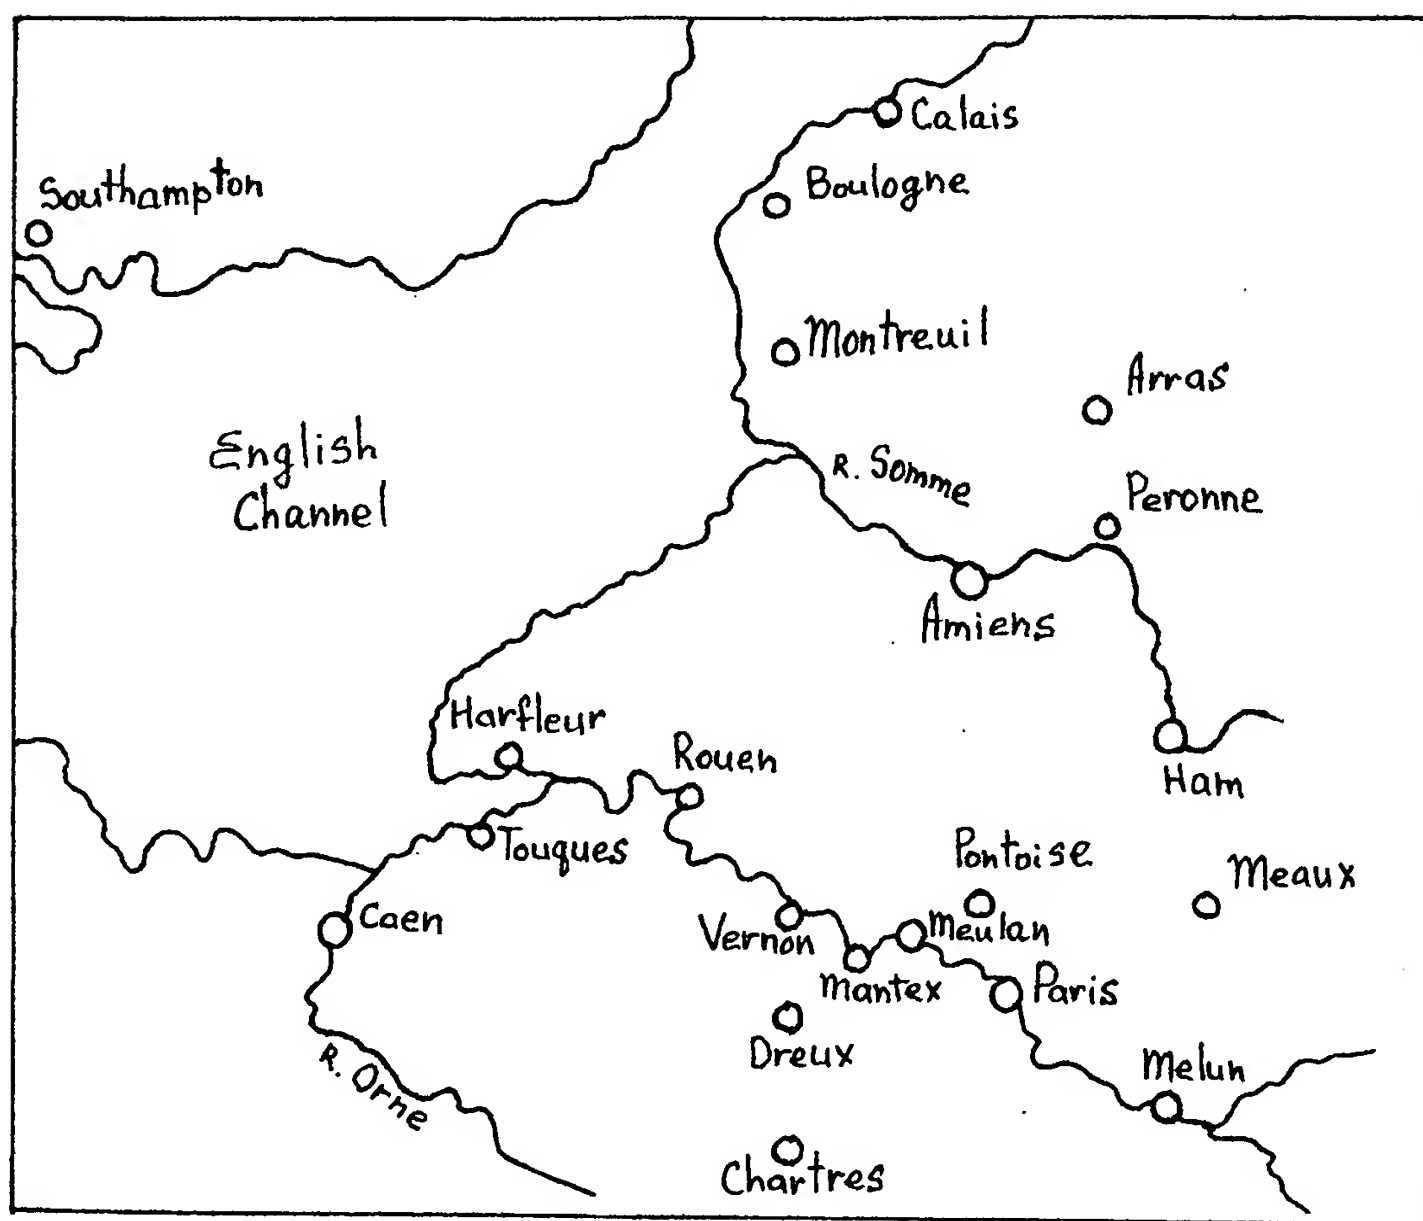 Calais
Boulogne
Southampton
Montreuil
Arras
English
Channel
R. Somme
Peronne
Amiens
Harfleur
Rouen
Ham
Touques
Pontoise
Meaux
Caen
Vernon
Meulan
Mantex
Paris
Dreux
R. Orne
Melun
Chartres